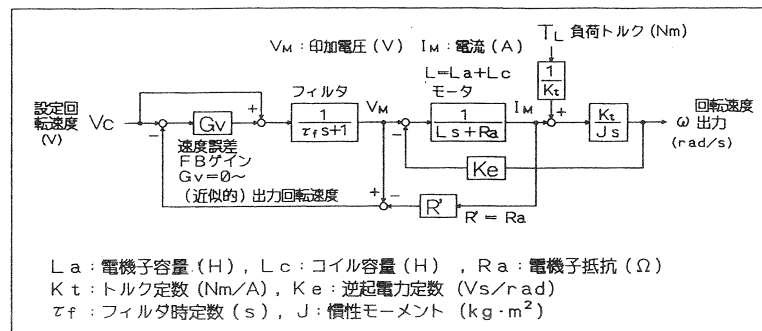 T_L 負荷トルク(Nm)
V_M:印加電圧(V) I_M:電流(A)
L=La+Lc
モータ
フィルタ
1
Kt
設定回転速度
(V)
Vc
+
−
Gv
+
1
τf s+1
V_M
−
1
Ls+Ra
I_M
+
Kt
Js
ω
回転速度
出力
(rad/s)
速度誤差
FBゲイン
Gv=0~
Ke
(近似的)出力回転速度
+
−
R'
R'=Ra
La:電機子容量(H),Lc:コイル容量(H) ,Ra:電機子抵抗(Ω)
Kt:トルク定数(Nm/A),Ke:逆起電力定数(Vs/rad)
τf:フィルタ時定数(s),J:慣性モーメント(kg・m²)